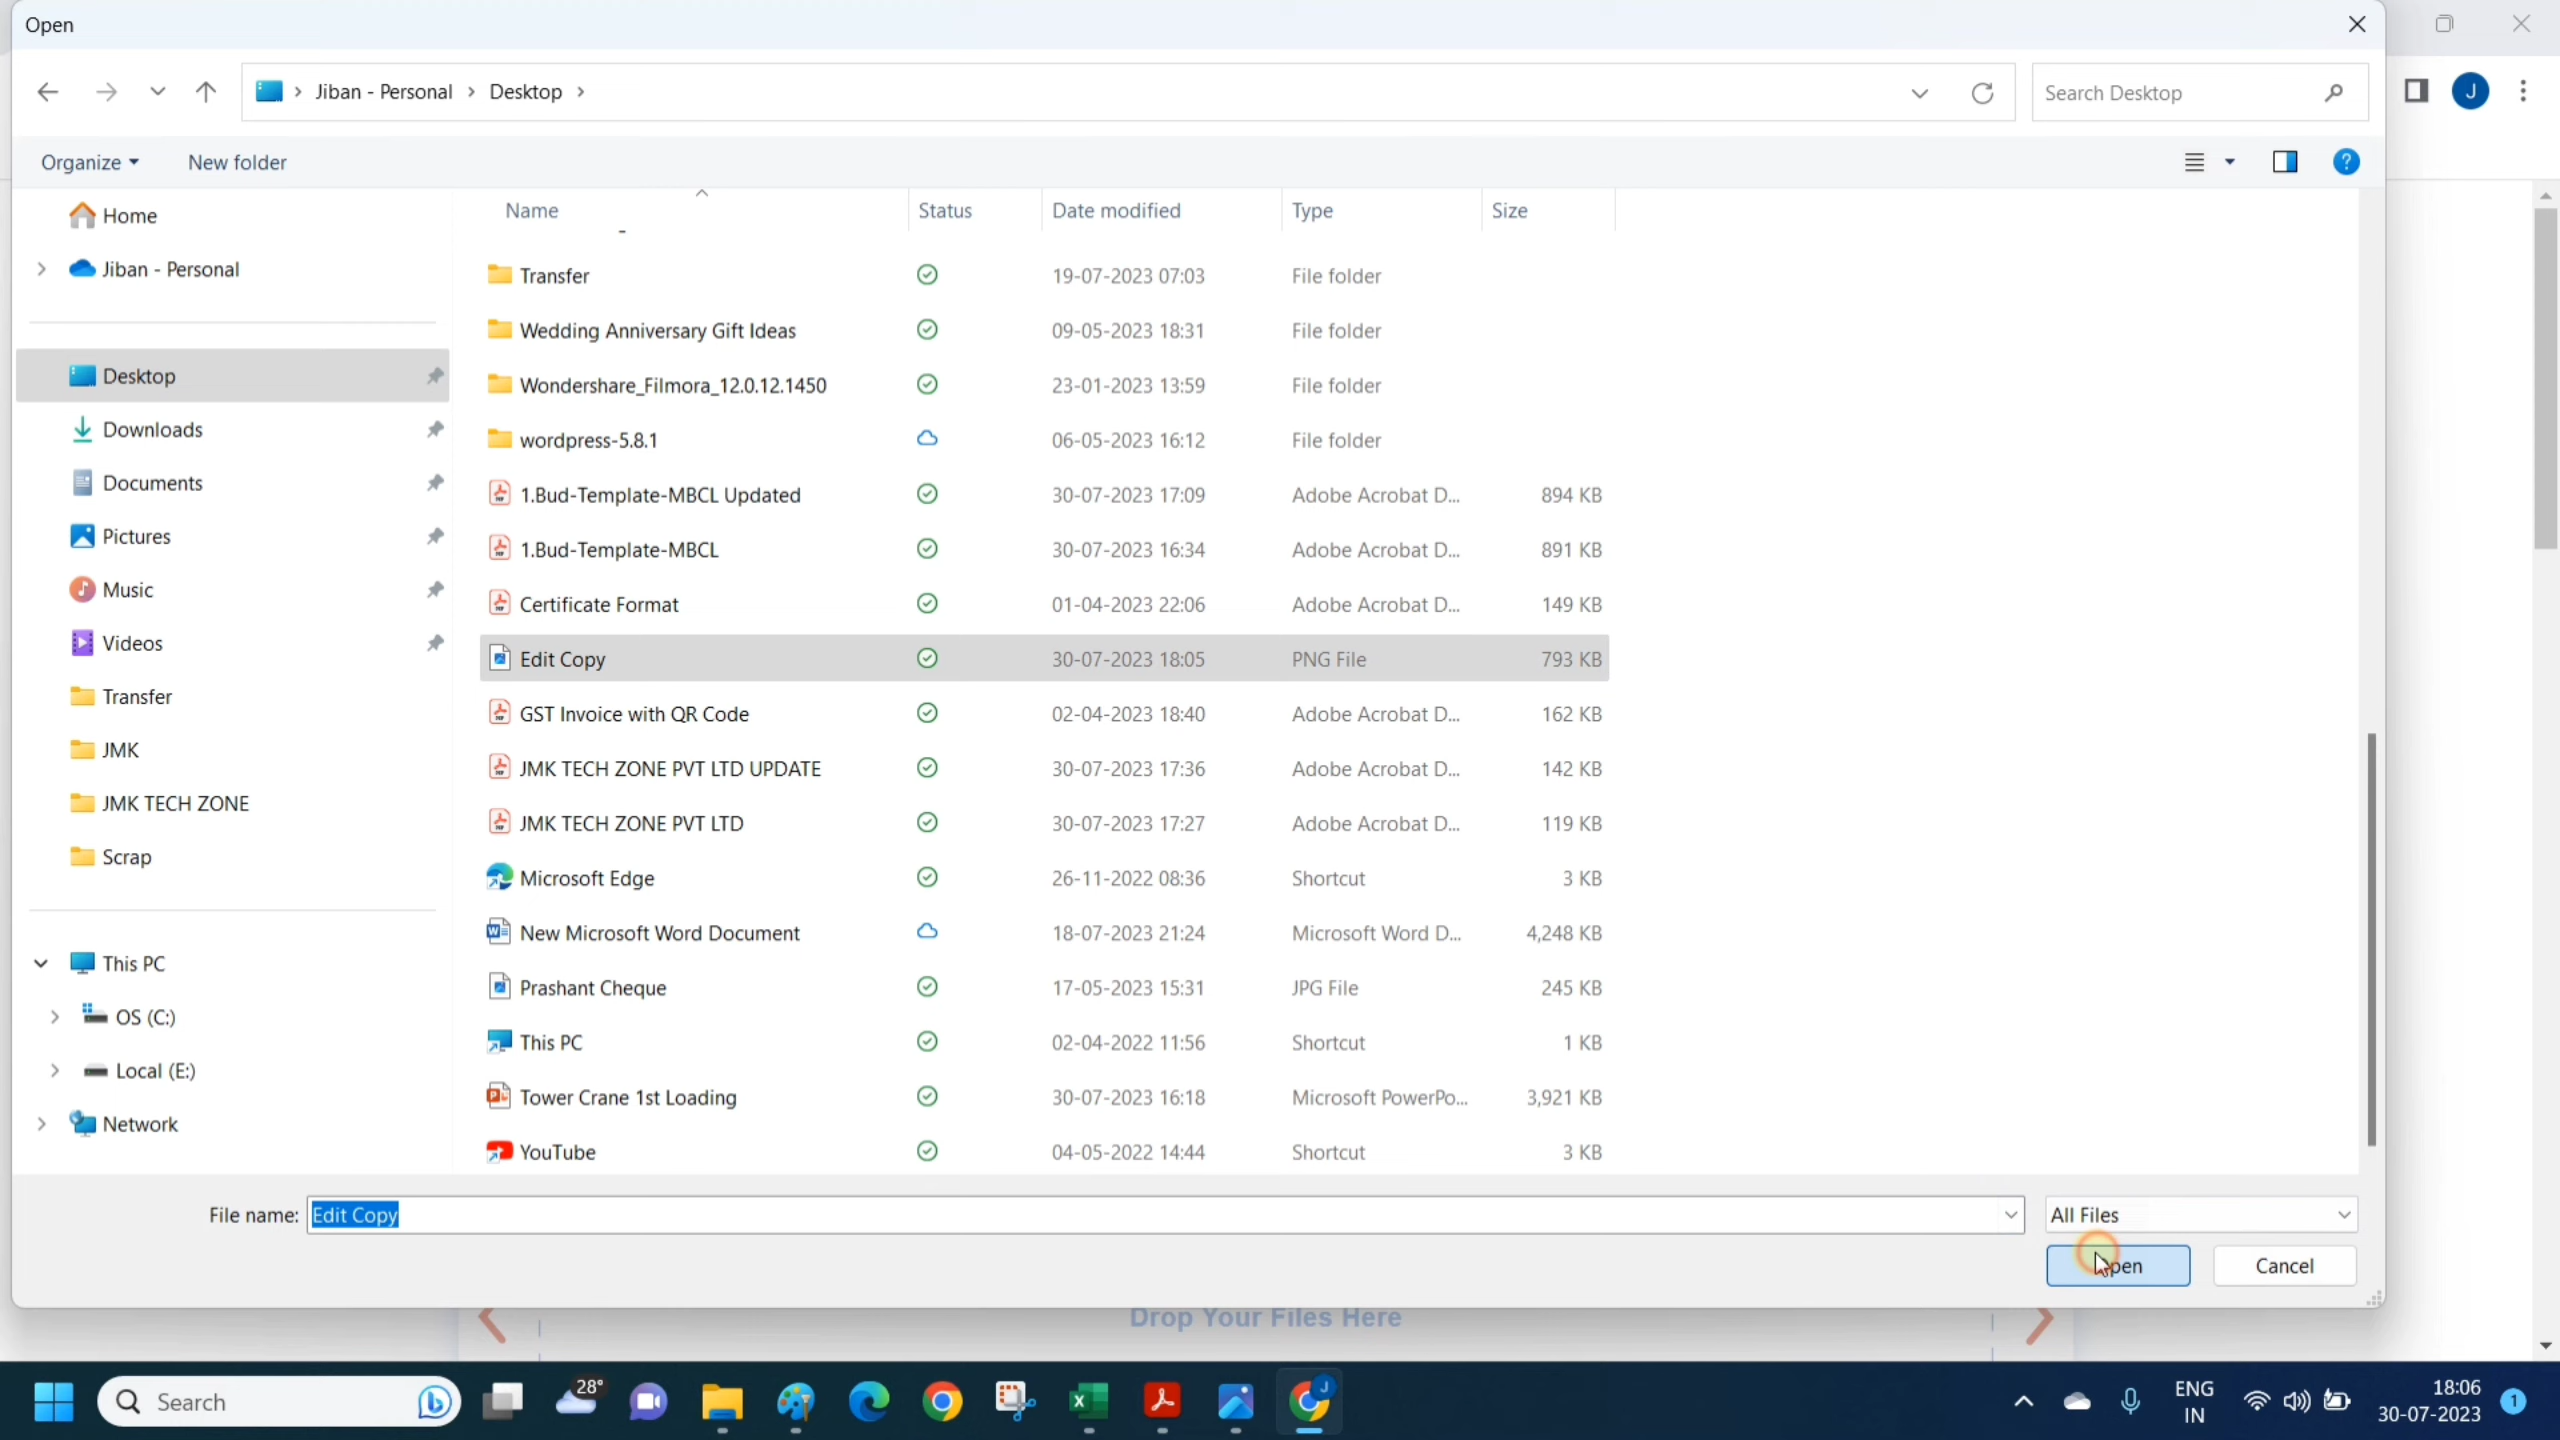 Open
Jiban - Personal > Desktop >
Search Desktop
J
Organize
New folder
Home
Jiban - Personal
Desktop
Downloads
Documents
Pictures
Music
Videos
Transfer
JMK
JMK TECH ZONE
Scrap
This PC
OS (C:)
Local (E:)
Network
Name Status Date modified Type Size
Transfer 19-07-2023 07:03 File folder
Wedding Anniversary Gift Ideas 09-05-2023 18:31 File folder
Wondershare_Filmora_12.0.12.1450 23-01-2023 13:59 File folder
wordpress-5.8.1 06-05-2023 16:12 File folder
1.Bud-Template-MBCL Updated 30-07-2023 17:09 Adobe Acrobat D... 894 KB
1.Bud-Template-MBCL 30-07-2023 16:34 Adobe Acrobat D... 891 KB
Certificate Format 01-04-2023 22:06 Adobe Acrobat D... 149 KB
Edit Copy 30-07-2023 18:05 PNG File 793 KB
GST Invoice with QR Code 02-04-2023 18:40 Adobe Acrobat D... 162 KB
JMK TECH ZONE PVT LTD UPDATE 30-07-2023 17:36 Adobe Acrobat D... 142 KB
JMK TECH ZONE PVT LTD 30-07-2023 17:27 Adobe Acrobat D... 119 KB
Microsoft Edge 26-11-2022 08:36 Shortcut 3 KB
New Microsoft Word Document 18-07-2023 21:24 Microsoft Word D... 4,248 KB
Prashant Cheque 17-05-2023 15:31 JPG File 245 KB
This PC 02-04-2022 11:56 Shortcut 1 KB
Tower Crane 1st Loading 30-07-2023 16:18 Microsoft PowerPo... 3,921 KB
YouTube 04-05-2022 14:44 Shortcut 3 KB
File name: Edit Copy
All Files
Open
Cancel
Drop Your Files Here
Search
28°
J
ENG
IN
18:06
30-07-2023
1